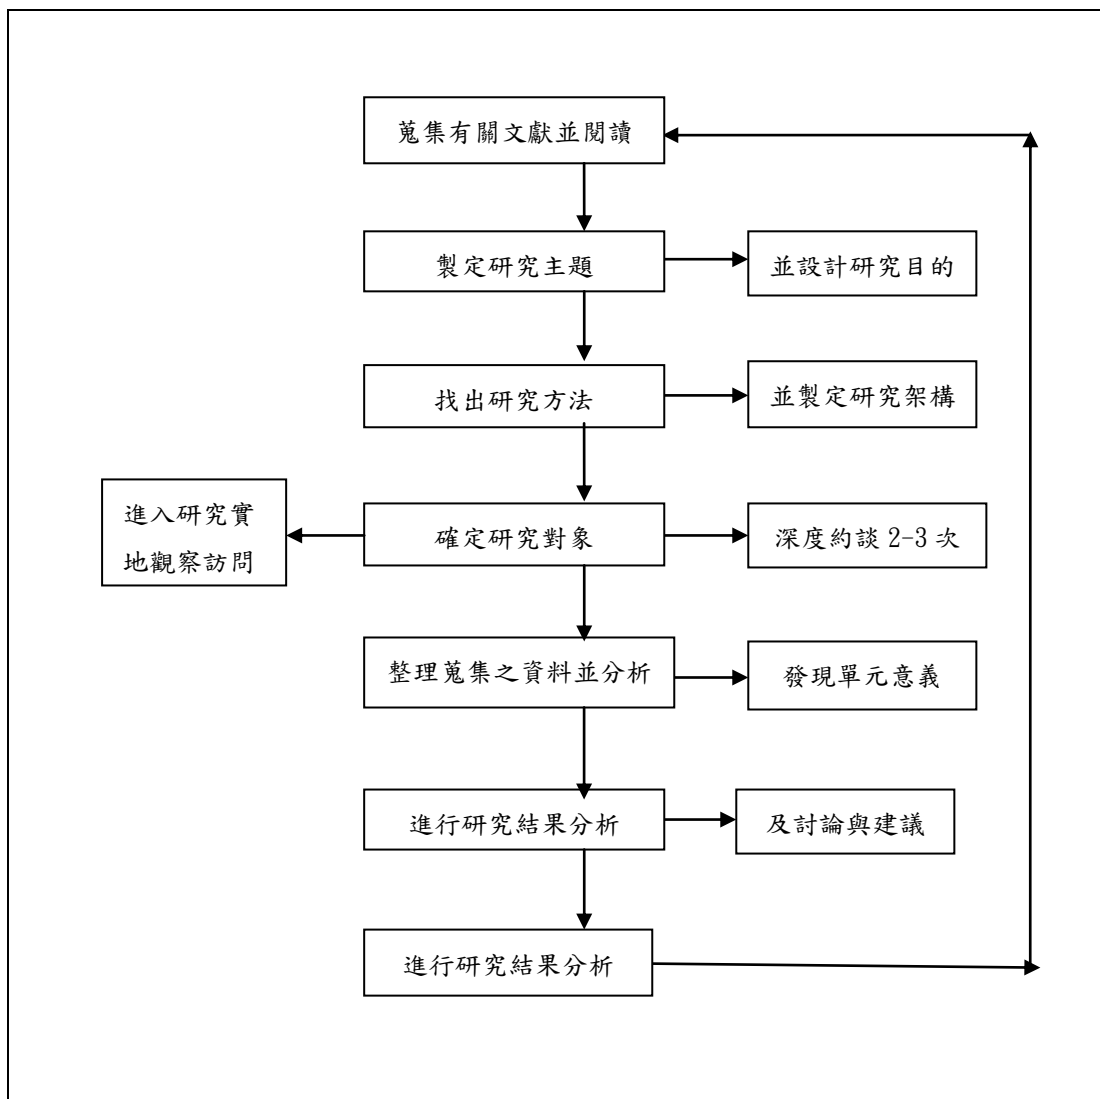 蒐集有關文獻並閱讀
製定研究主題
並設計研究目的
找出研究方法
並製定研究架構
進入研究實
地觀察訪問
確定研究對象
深度約談 2-3 次
整理蒐集之資料並分析
發現單元意義
進行研究結果分析
及討論與建議
進行研究結果分析